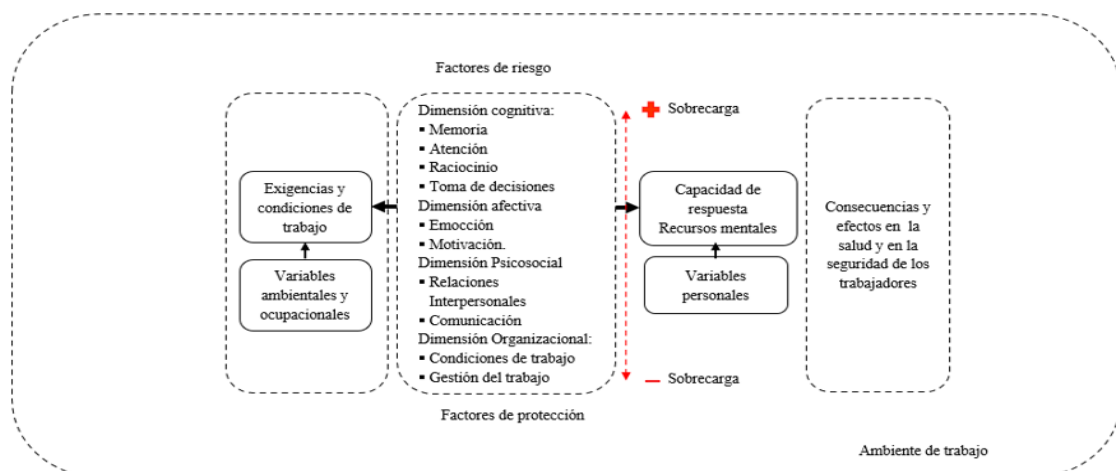 Factores de riesgo
Exigencias y
condiciones de
trabajo
Variables
ambientales y
ocupacionales
Dimensión cognitiva:
▪ Memoria
▪ Atención
▪ Raciocinio
▪ Toma de decisiones
Dimensión afectiva
▪ Emocción
▪ Motivación.
Dimensión Psicosocial
▪ Relaciones
Interpersonales
▪ Comunicación
Dimensión Organizacional:
▪ Condiciones de trabajo
▪ Gestión del trabajo
Factores de protección
+ Sobrecarga
Capacidad de
respuesta
Recursos mentales
Variables
personales
− Sobrecarga
Consecuencias y
efectos en la
salud y en la
seguridad de los
trabajadores
Ambiente de trabajo